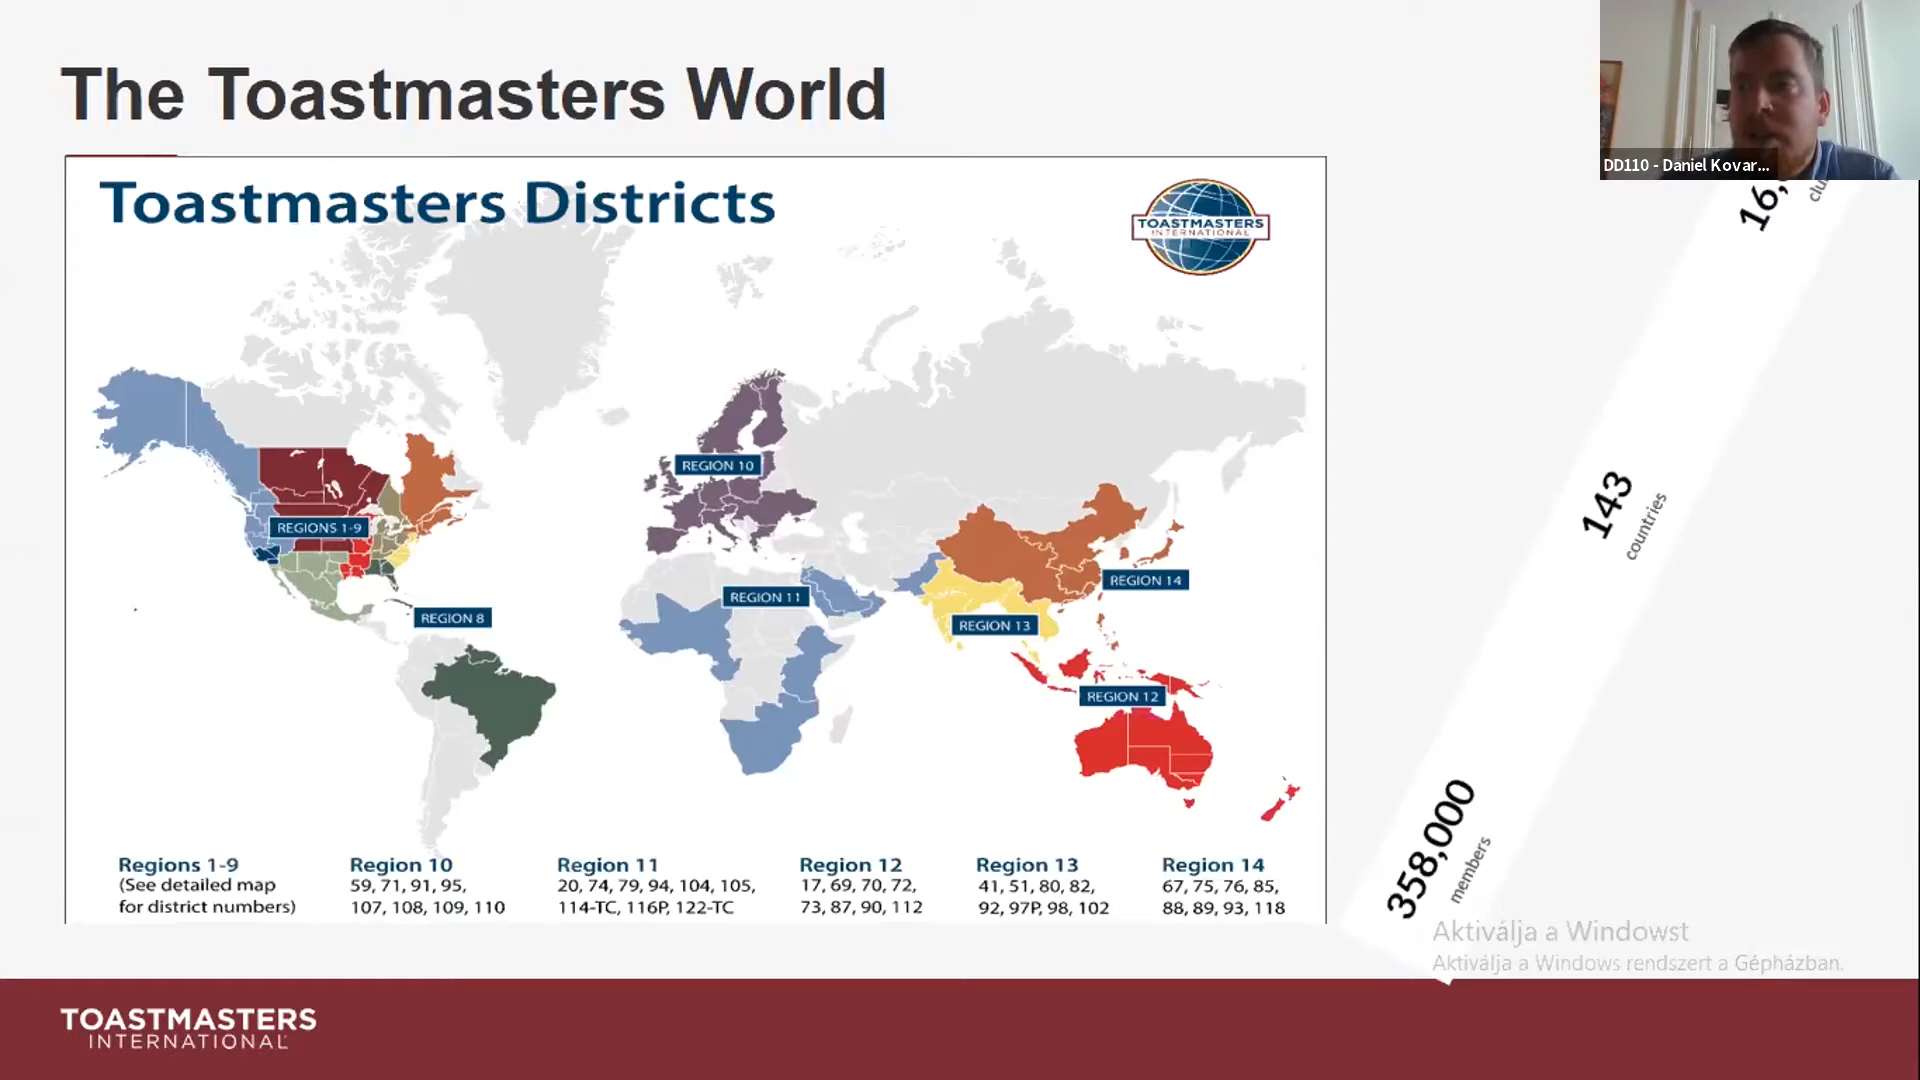 The Toastmasters World
DD110 - Daniel Kovar...
Toastmasters Districts
TOASTMASTERS
INTERNATIONAL
REGION 10
REGIONS 1-9
REGION 14
REGION 11
REGION 8
REGION 13
REGION 12
Regions 1-9
(See detailed map
for district numbers)
Region 10
59, 71, 91, 95,
107, 108, 109, 110
Region 11
20, 74, 79, 94, 104, 105,
114-TC, 116P, 122-TC
Region 12
17, 69, 70, 72,
73, 87, 90, 112
Region 13
41, 51, 80, 82,
92, 97P, 98, 102
Region 14
67, 75, 76, 85,
88, 89, 93, 118
143
countries
358,000
members
Aktiválja a Windowst
Aktiválja a Windows rendszert a Gépházban.
TOASTMASTERS
INTERNATIONAL